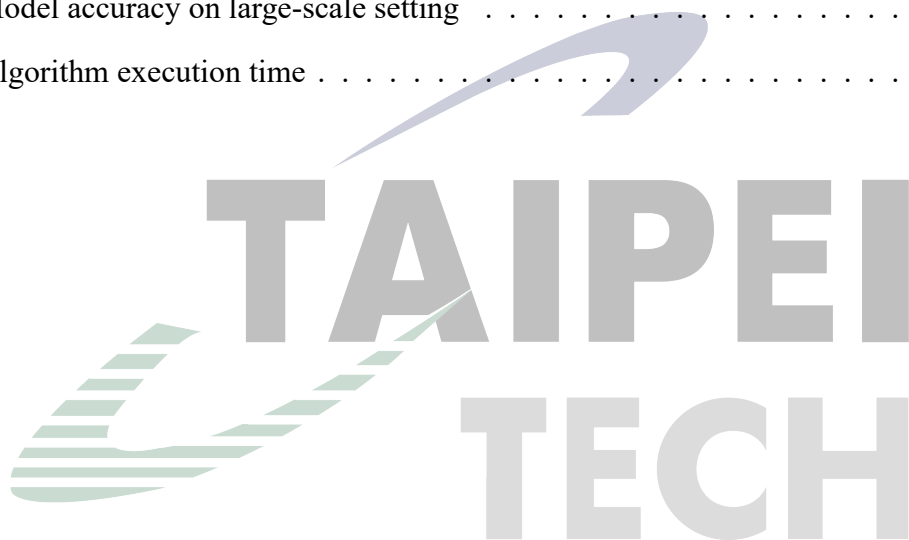 odel accuracy on large-scale setting . . . . . . . . . . . . . . . . . .
lgorithm execution time . . . . . . . . . . . . . . . . . . . . . . . . .
TAIPEI
TECH